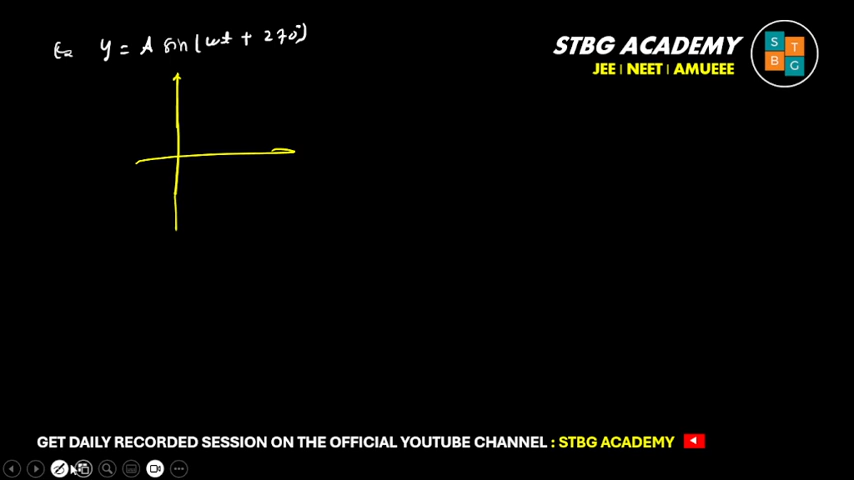 Ex y = A sin(ωt + 270°)
STBG ACADEMY
JEE | NEET | AMUEEE
S T
B G
GET DAILY RECORDED SESSION ON THE OFFICIAL YOUTUBE CHANNEL : STBG ACADEMY